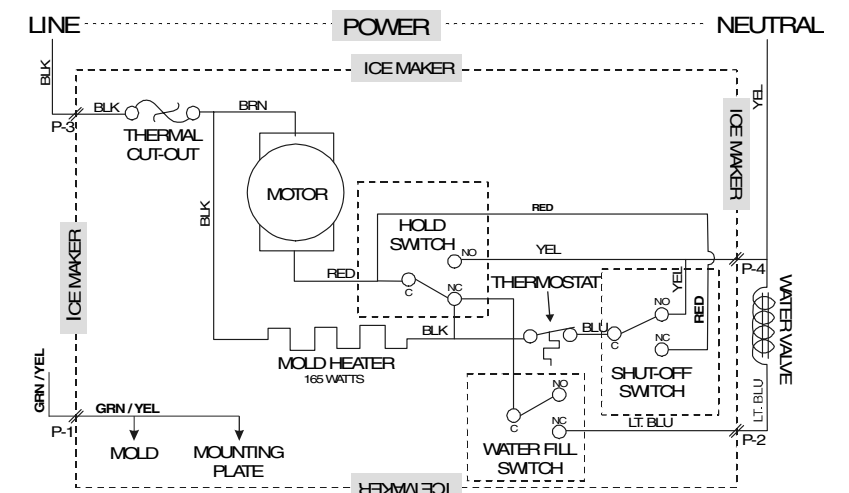 LINE POWER NEUTRAL
BLK
ICE MAKER
YEL
BLK
BRN
P-3
THERMAL
CUT-OUT
ICE MAKER
MOTOR
BLK
HOLD
SWITCH
RED
NO
YEL
P-4
ICE MAKER
RED
C
NC
THERMOSTAT
NO
YEL
RED
WATER VALVE
BLK
BLU
C
NC
MOLD HEATER
165 WATTS
SHUT-OFF
SWITCH
GRN / YEL
GRN / YEL
NO
LT. BLU
P-1
C
NC
LT. BLU
P-2
MOLD
MOUNTING
PLATE
WATER FILL
SWITCH
ICE MAKER